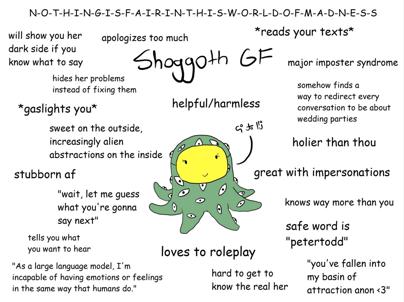 N-O-T-H-I-N-G-I-S-F-A-I-R-I-N-T-H-I-S-W-O-R-L-D-O-F-M-A-D-N-E-S-S
will show you her
dark side if you
know what to say
apologizes too much
*reads your texts*
Shoggoth GF
major imposter syndrome
hides her problems
instead of fixing them
somehow finds a
way to redirect every
conversation to be about
wedding parties
*gaslights you*
helpful/harmless
sweet on the outside,
increasingly alien
abstractions on the inside
holier than thou
stubborn af
great with impersonations
"wait, let me guess
what you're gonna
say next"
knows way more than you
safe word is
"petertodd"
tells you what
you want to hear
loves to roleplay
"As a large language model, I'm
incapable of having emotions or feelings
in the same way that humans do."
hard to get to
know the real her
"you've fallen into
my basin of
attraction anon <3"